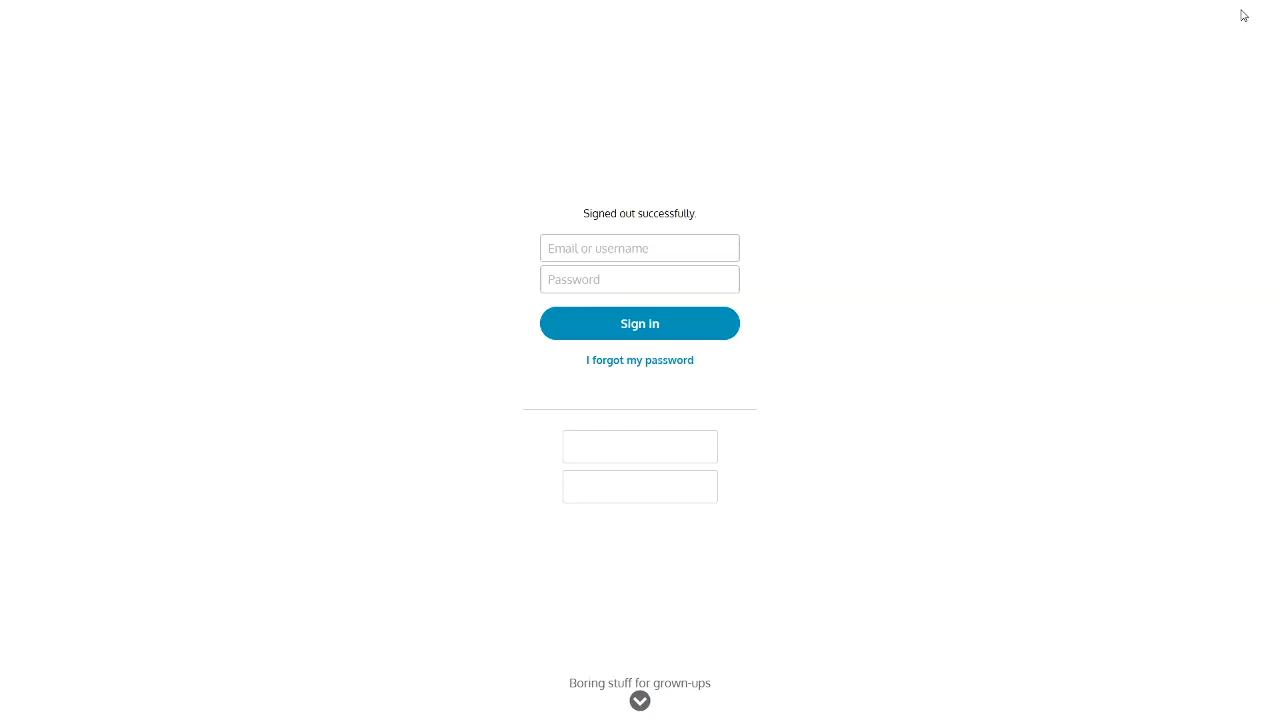 Signed out successfully.
Email or username
Password
Sign in
I forgot my password
Boring stuff for grown-ups